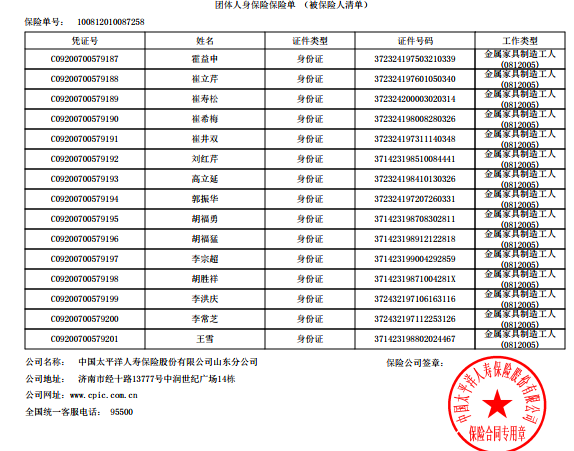 团体人身保险保险单 (被保险人清单)
保险单号: 100812010087258
凭证号 姓名 证件类型 证件号码 工作类型
C09200700579187 霍益申 身份证 372324197503210339 金属家具制造工人(0812005)
C09200700579188 崔立芹 身份证 372324197601050340 金属家具制造工人(0812005)
C09200700579189 崔寿松 身份证 372324200003020314 金属家具制造工人(0812005)
C09200700579190 崔希梅 身份证 372324198008280326 金属家具制造工人(0812005)
C09200700579191 崔井双 身份证 372324197311140348 金属家具制造工人(0812005)
C09200700579192 刘红芹 身份证 371423198510084441 金属家具制造工人(0812005)
C09200700579193 高立延 身份证 372324198410130326 金属家具制造工人(0812005)
C09200700579194 郭振华 身份证 372324197207260331 金属家具制造工人(0812005)
C09200700579195 胡福勇 身份证 371423198708302811 金属家具制造工人(0812005)
C09200700579196 胡福猛 身份证 371423198912122818 金属家具制造工人(0812005)
C09200700579197 李宗超 身份证 371423199004292859 金属家具制造工人(0812005)
C09200700579198 胡胜祥 身份证 37142319871004281X 金属家具制造工人(0812005)
C09200700579199 李洪庆 身份证 372432197106163116 金属家具制造工人(0812005)
C09200700579200 李常芝 身份证 372432197112253126 金属家具制造工人(0812005)
C09200700579201 王雪 身份证 371423198802024467 金属家具制造工人(0812005)
公司名称: 中国太平洋人寿保险股份有限公司山东分公司 保险公司签章:
公司地址: 济南市经十路13777号中润世纪广场14栋
公司网址:www.cpic.com.cn
全国统一客服电话: 95500
中国太平洋人寿保险股份有限公司
保险合同专用章